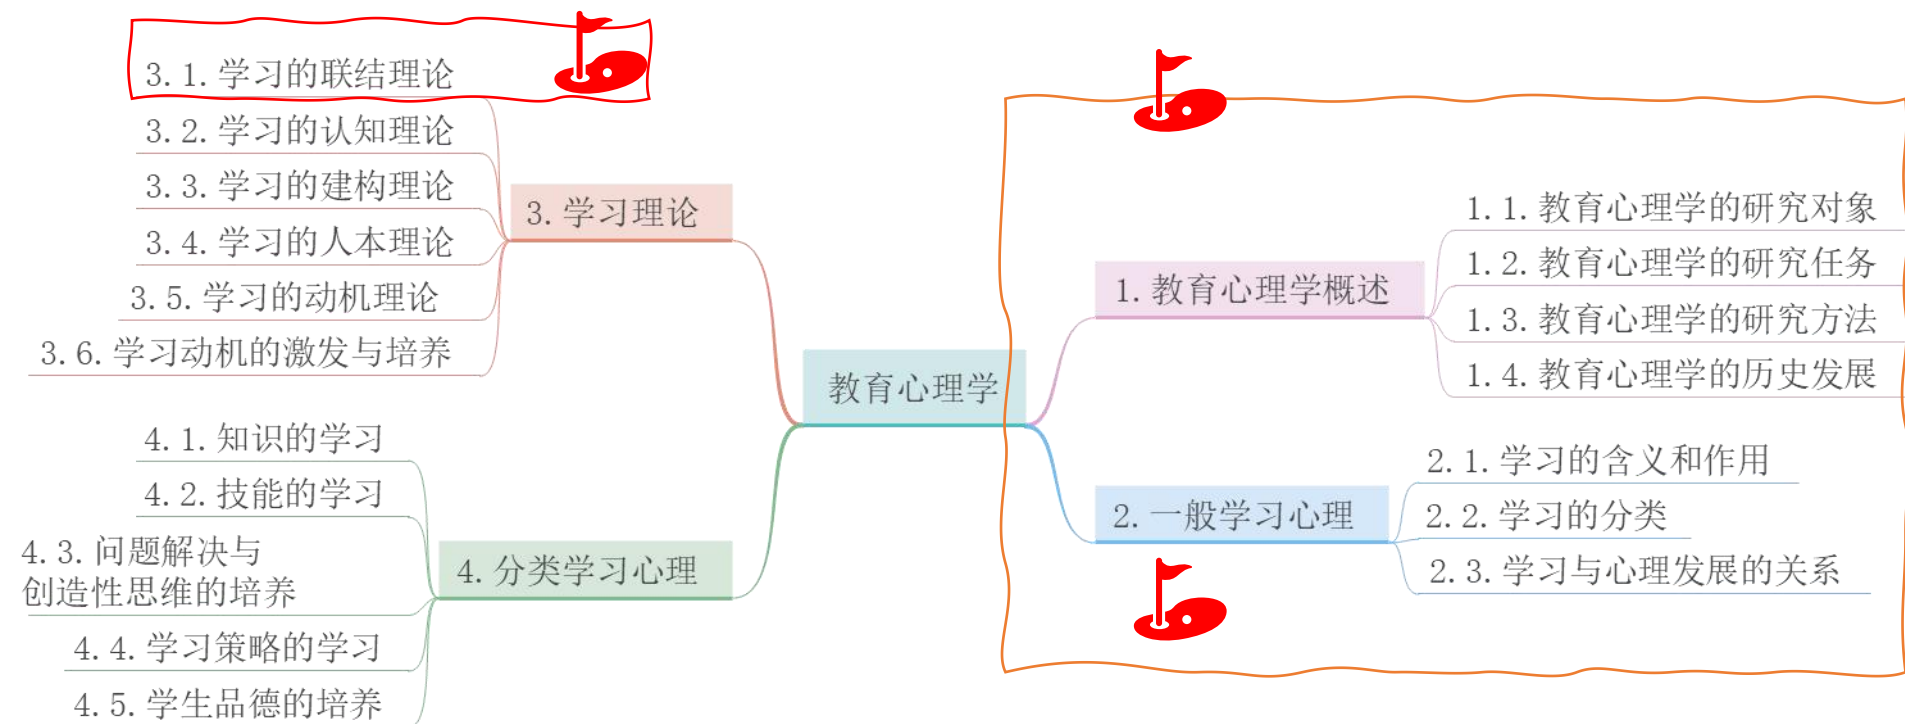 教育心理学
1.教育心理学概述
1.1.教育心理学的研究对象
1.2.教育心理学的研究任务
1.3.教育心理学的研究方法
1.4.教育心理学的历史发展
2.一般学习心理
2.1.学习的含义和作用
2.2.学习的分类
2.3.学习与心理发展的关系
3.学习理论
3.1.学习的联结理论
3.2.学习的认知理论
3.3.学习的建构理论
3.4.学习的人本理论
3.5.学习的动机理论
3.6.学习动机的激发与培养
4.分类学习心理
4.1.知识的学习
4.2.技能的学习
4.3.问题解决与
创造性思维的培养
4.4.学习策略的学习
4.5.学生品德的培养